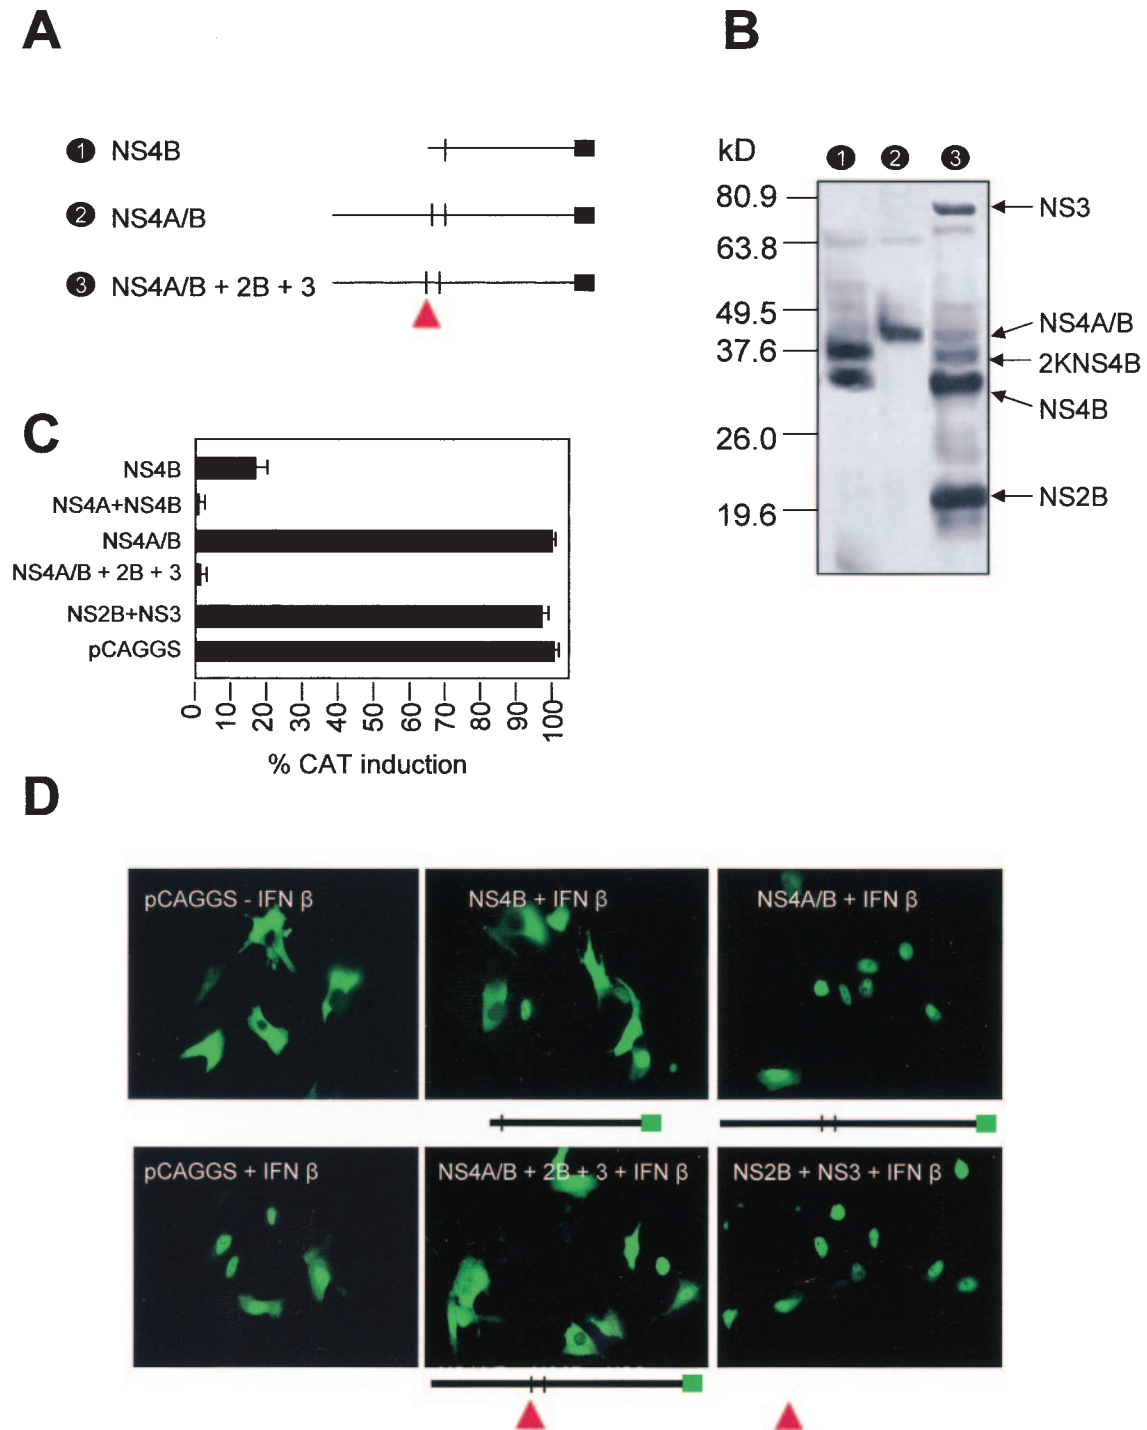 A
B
1 NS4B
2 NS4A/B
3 NS4A/B + 2B + 3
kD
1 2 3
80.9
63.8
49.5
37.6
26.0
19.6
NS3
NS4A/B
2KNS4B
NS4B
NS2B
C
NS4B
NS4A+NS4B
NS4A/B
NS4A/B + 2B + 3
NS2B+NS3
pCAGGS
0 10 20 30 40 50 60 70 80 90 100
% CAT induction
D
pCAGGS - IFN β
NS4B + IFN β
NS4A/B + IFN β
pCAGGS + IFN β
NS4A/B + 2B + 3 + IFN β
NS2B + NS3 + IFN β